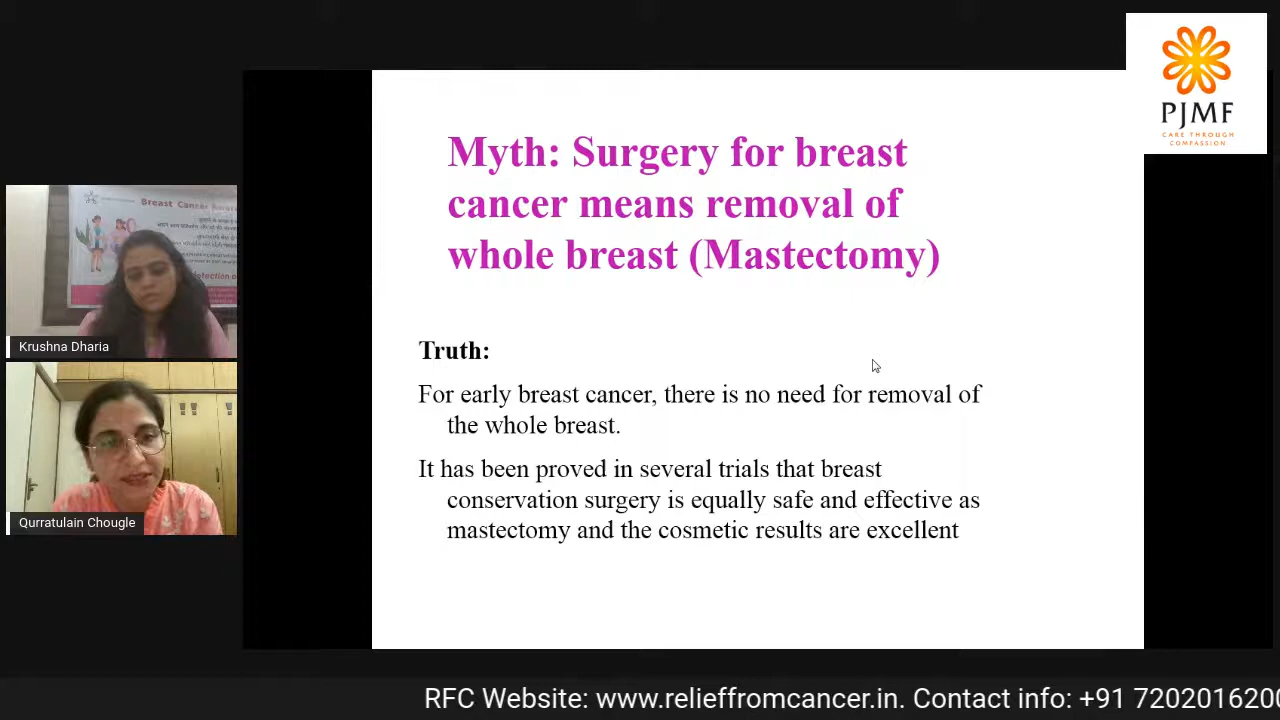 PJMF
CARE THROUGH
COMPASSION
Myth: Surgery for breast
cancer means removal of
whole breast (Mastectomy)
Truth:
For early breast cancer, there is no need for removal of
the whole breast.
It has been proved in several trials that breast
conservation surgery is equally safe and effective as
mastectomy and the cosmetic results are excellent
Breast Cancer
Krushna Dharia
Qurratulain Chougle
RFC Website: www.relieffromcancer.in. Contact info: +91 720201620